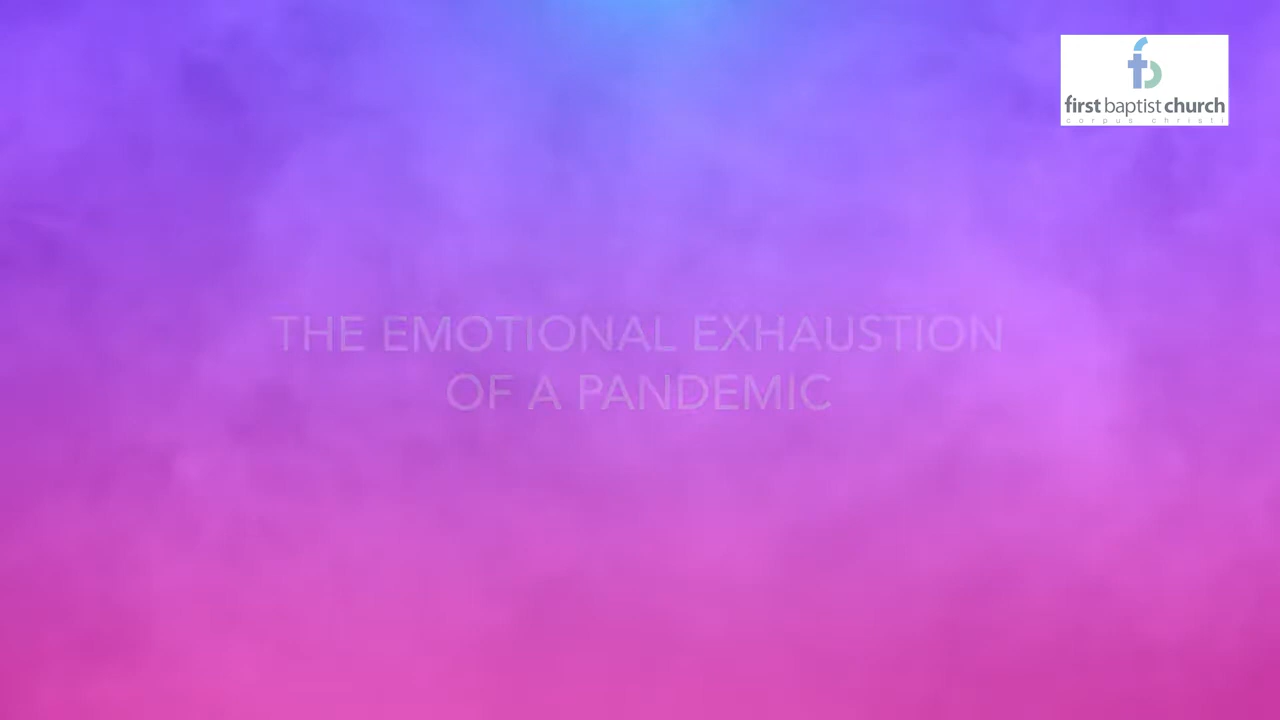 first baptist church
corpus christi
THE EMOTIONAL EXHAUSTION
OF A PANDEMIC